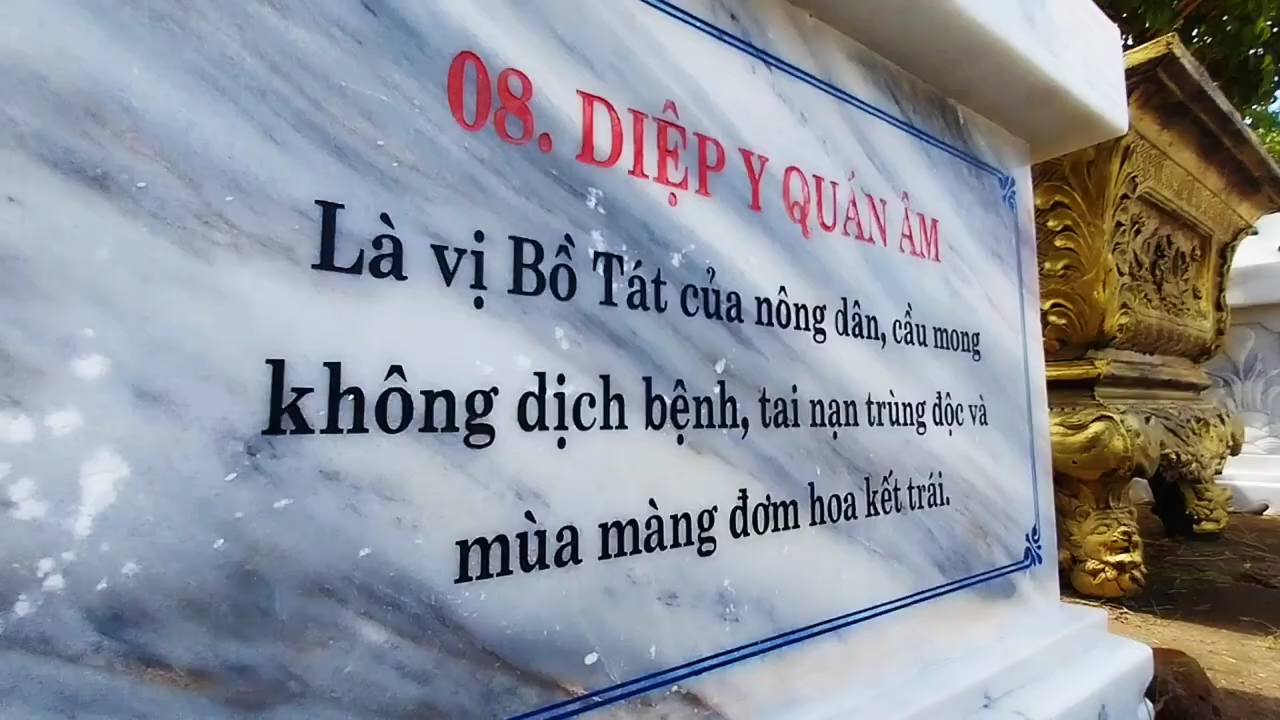 08. DIỆP Y QUÁN ÂM
Là vị Bồ Tát của nông dân, cầu mong
không dịch bệnh, tai nạn trùng độc và
mùa màng đơm hoa kết trái.